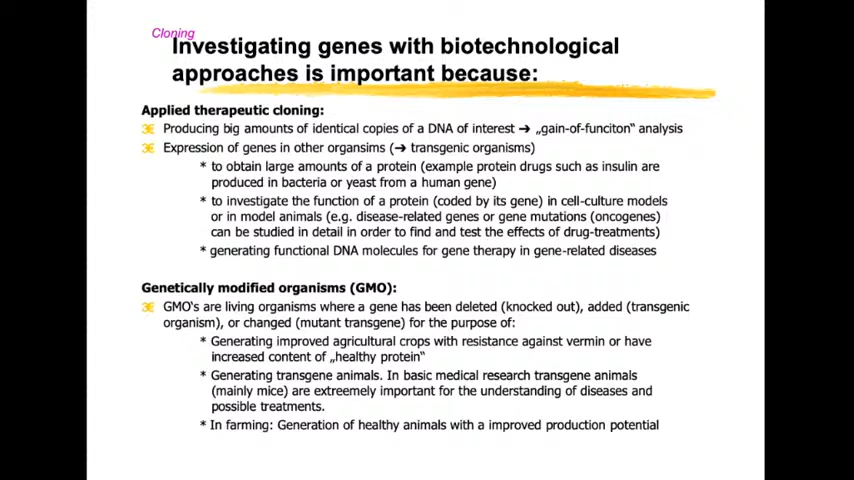 Cloning
Investigating genes with biotechnological
approaches is important because:
Applied therapeutic cloning:
Producing big amounts of identical copies of a DNA of interest ➔ „gain-of-funciton“ analysis
Expression of genes in other organsims (➔ transgenic organisms)
* to obtain large amounts of a protein (example protein drugs such as insulin are
produced in bacteria or yeast from a human gene)
* to investigate the function of a protein (coded by its gene) in cell-culture models
or in model animals (e.g. disease-related genes or gene mutations (oncogenes)
can be studied in detail in order to find and test the effects of drug-treatments)
* generating functional DNA molecules for gene therapy in gene-related diseases
Genetically modified organisms (GMO):
GMO‘s are living organisms where a gene has been deleted (knocked out), added (transgenic
organism), or changed (mutant transgene) for the purpose of:
* Generating improved agricultural crops with resistance against vermin or have
increased content of „healthy protein“
* Generating transgene animals. In basic medical research transgene animals
(mainly mice) are extreemely important for the understanding of diseases and
possible treatments.
* In farming: Generation of healthy animals with a improved production potential